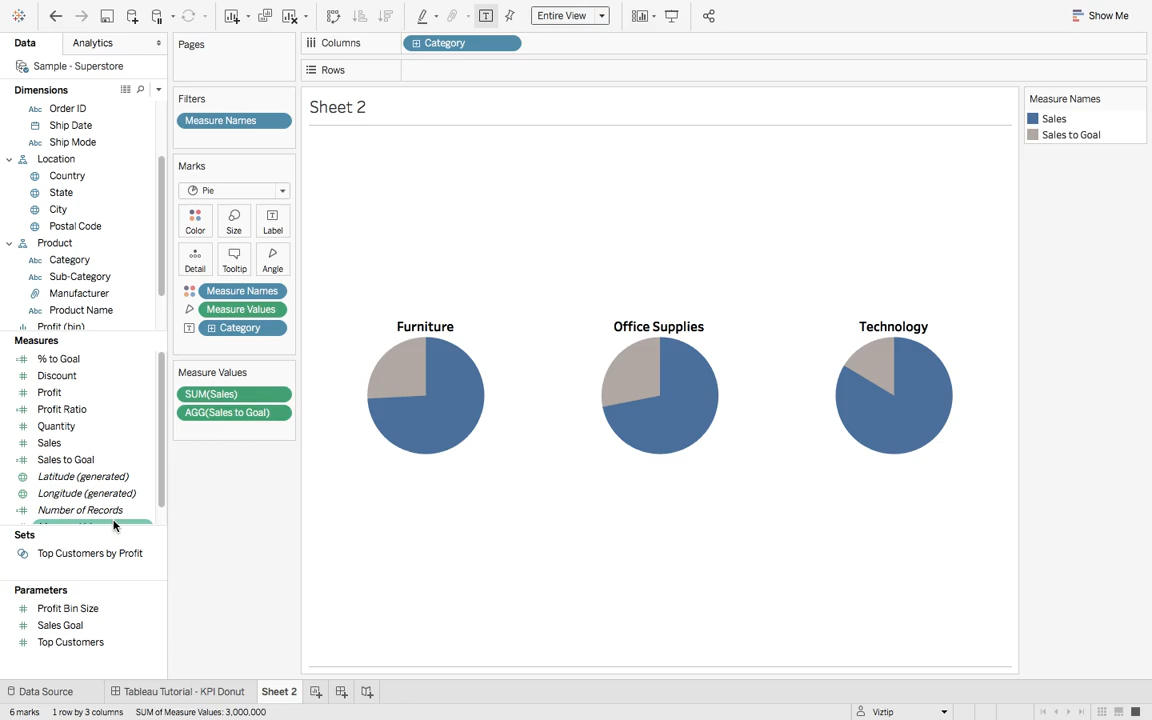 Entire View
Show Me
Data
Analytics
Sample - Superstore
Dimensions
Abc Order ID
Ship Date
Abc Ship Mode
Location
Country
State
City
Postal Code
Product
Abc Category
Abc Sub-Category
Manufacturer
Abc Product Name
Profit (bin)
Measures
% to Goal
Discount
Profit
Profit Ratio
Quantity
Sales
Sales to Goal
Latitude (generated)
Longitude (generated)
Number of Records
Sets
Top Customers by Profit
Parameters
Profit Bin Size
Sales Goal
Top Customers
Pages
Filters
Measure Names
Marks
Pie
Color
Size
Label
Detail
Tooltip
Angle
Measure Names
Measure Values
Category
Measure Values
SUM(Sales)
AGG(Sales to Goal)
Columns
Category
Rows
Sheet 2
Furniture
Office Supplies
Technology
Measure Names
Sales
Sales to Goal
Data Source
Tableau Tutorial - KPI Donut
Sheet 2
6 marks
1 row by 3 columns
SUM of Measure Values: 3,000,000
Viztip